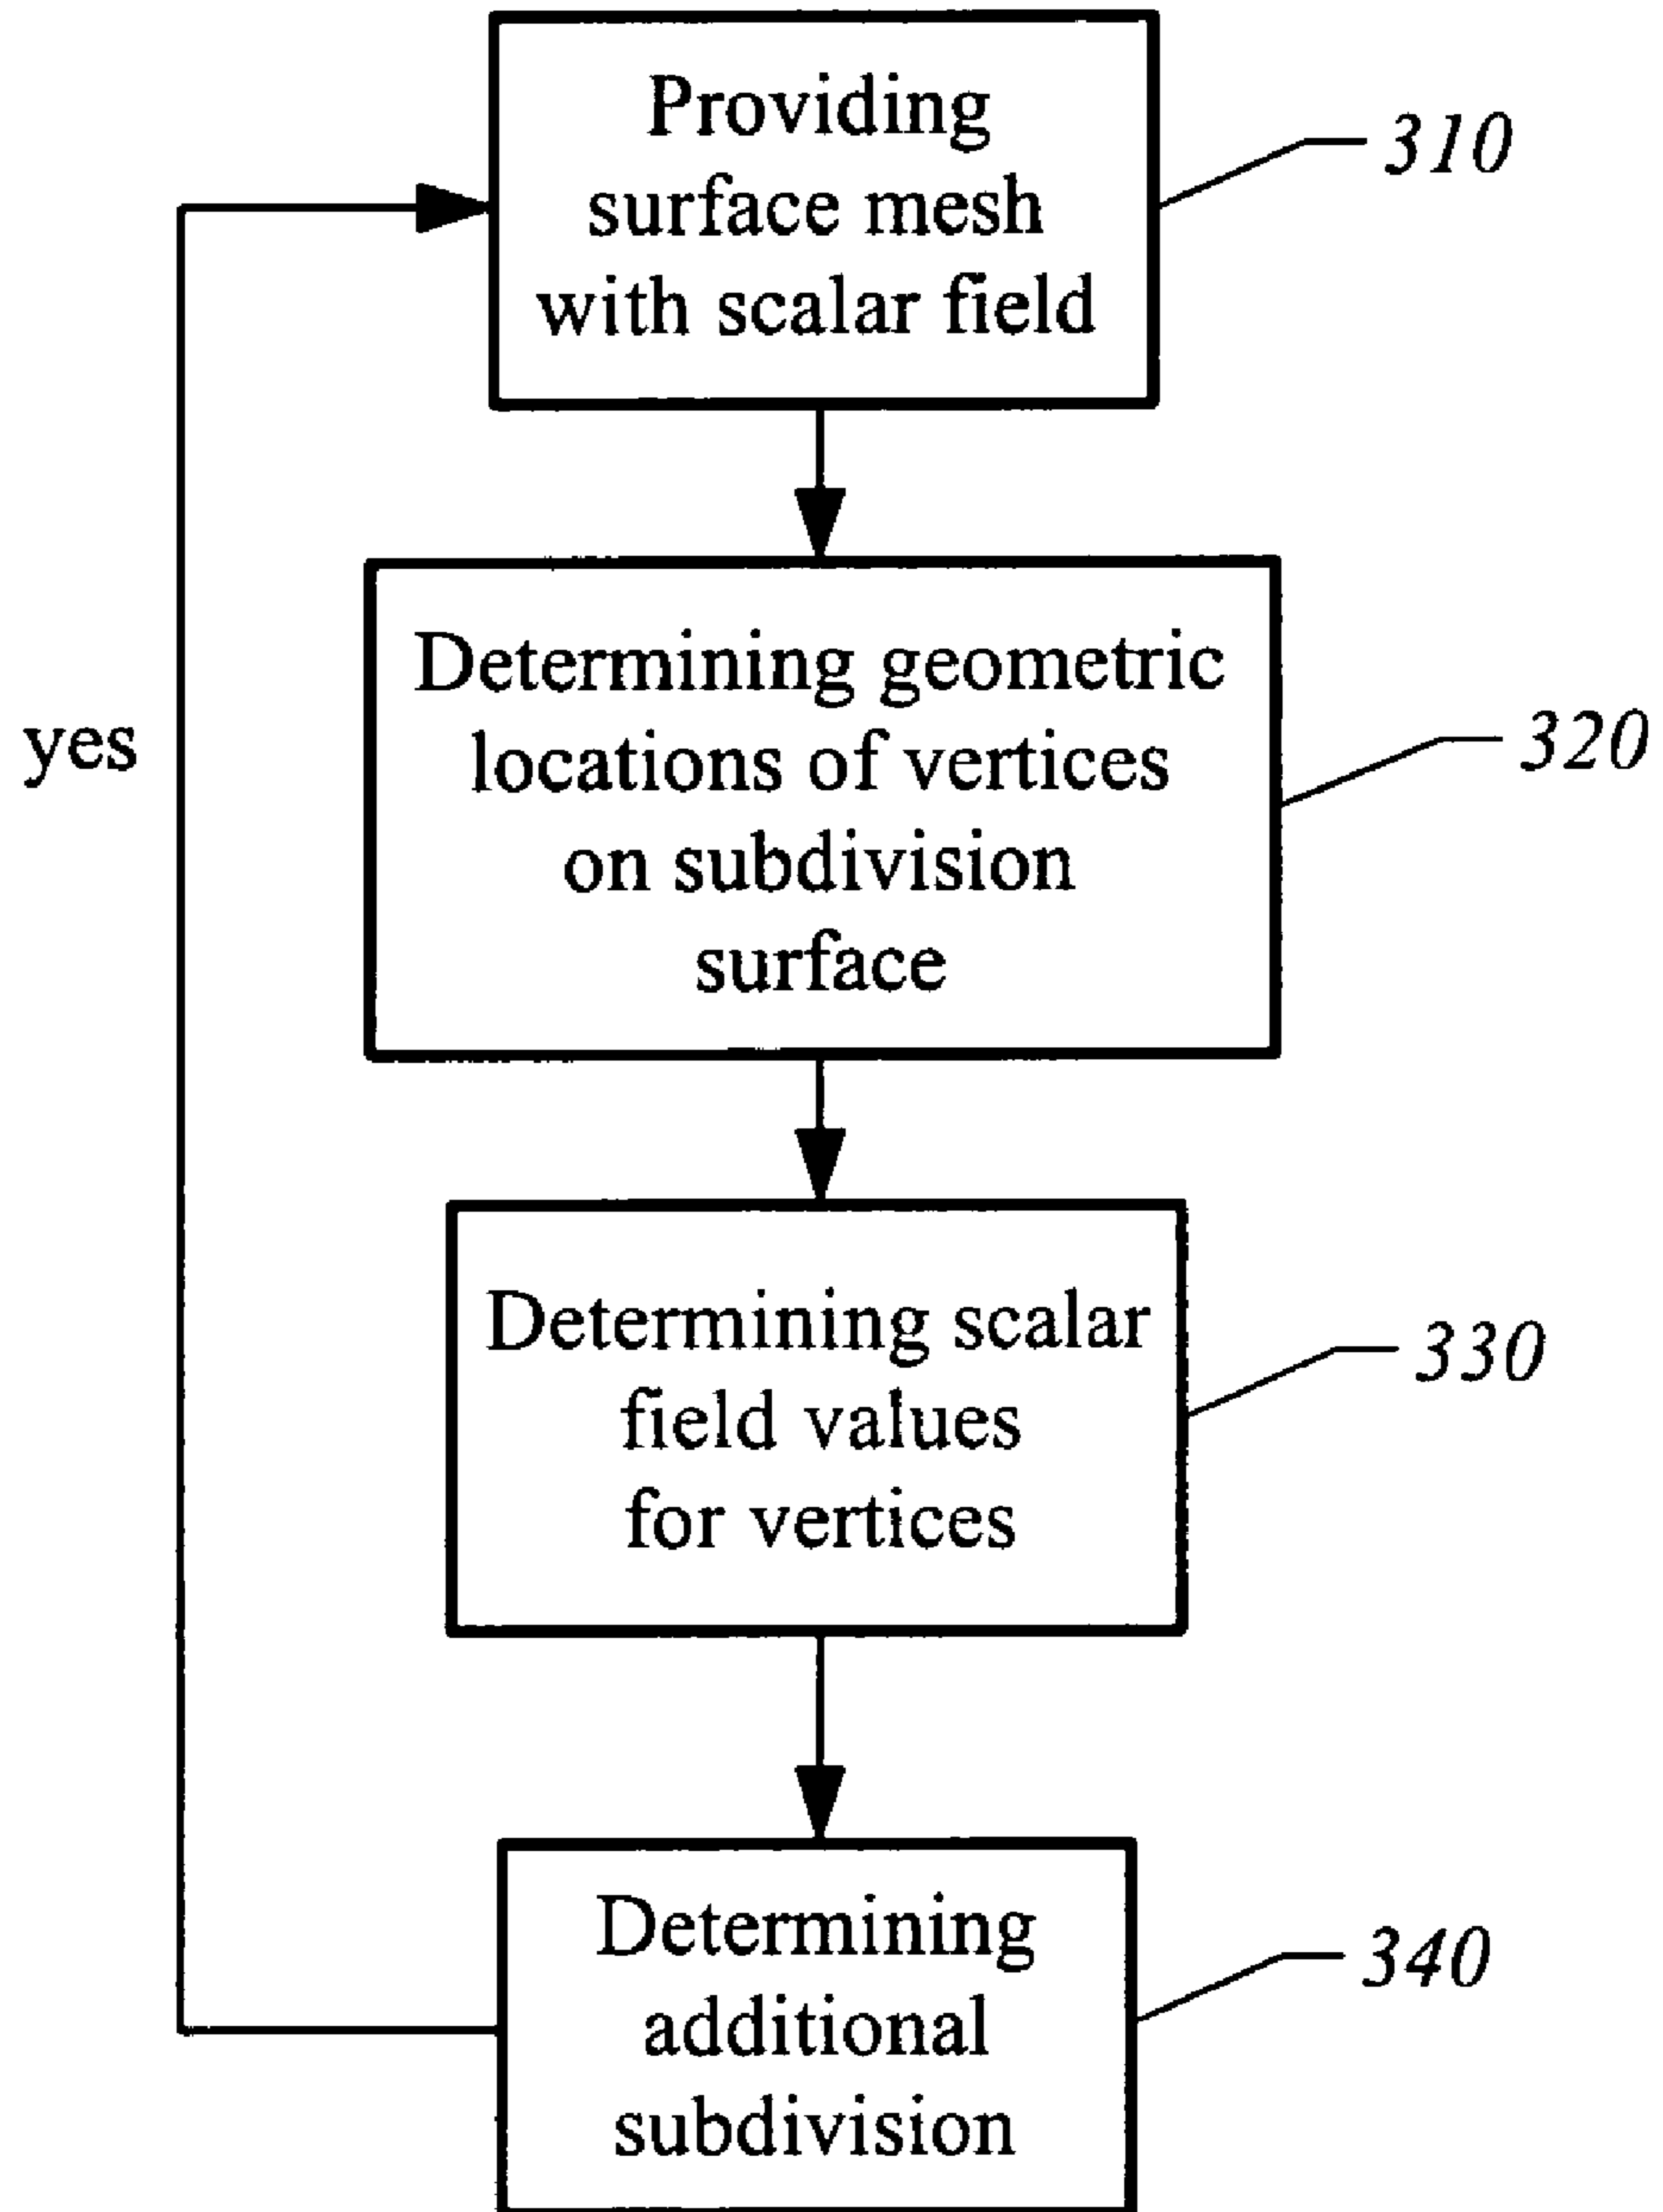 Providing
surface mesh
with scalar field
310
Determining geometric
locations of vertices
on subdivision
surface
320
yes
Determining scalar
field values
for vertices
330
Determining
additional
subdivision
340